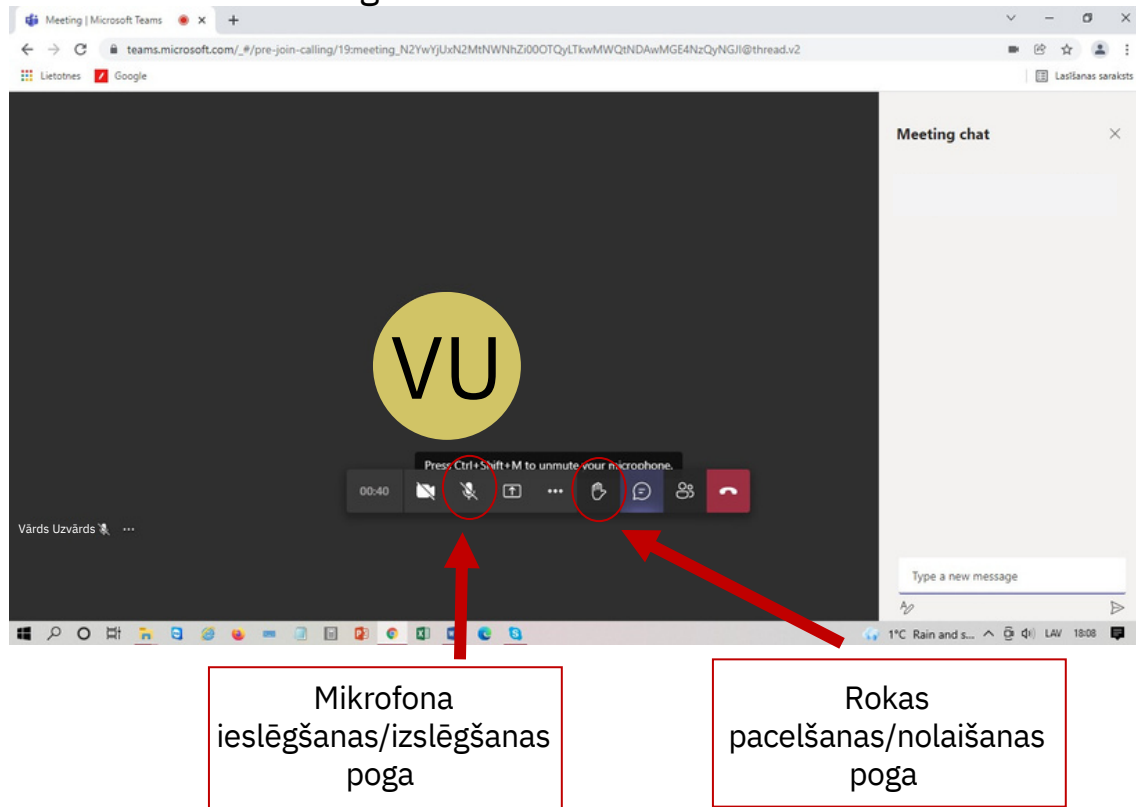 Meeting | Microsoft Teams
teams.microsoft.com/_#/pre-join-calling/19:meeting_N2YwYjUxN2MtNWNhZi00OTQyLTkwMWQtNDAwMGE4NzQyNGJl@thread.v2
Lietotnes Google Lasīšanas saraksts
Meeting chat
VU
Press Ctrl+Shift+M to unmute your microphone.
00:40
Vārds Uzvārds
Type a new message
1°C Rain and s... LAV 18:08
Mikrofona
ieslēgšanas/izslēgšanas
poga
Rokas
pacelšanas/nolaišanas
poga